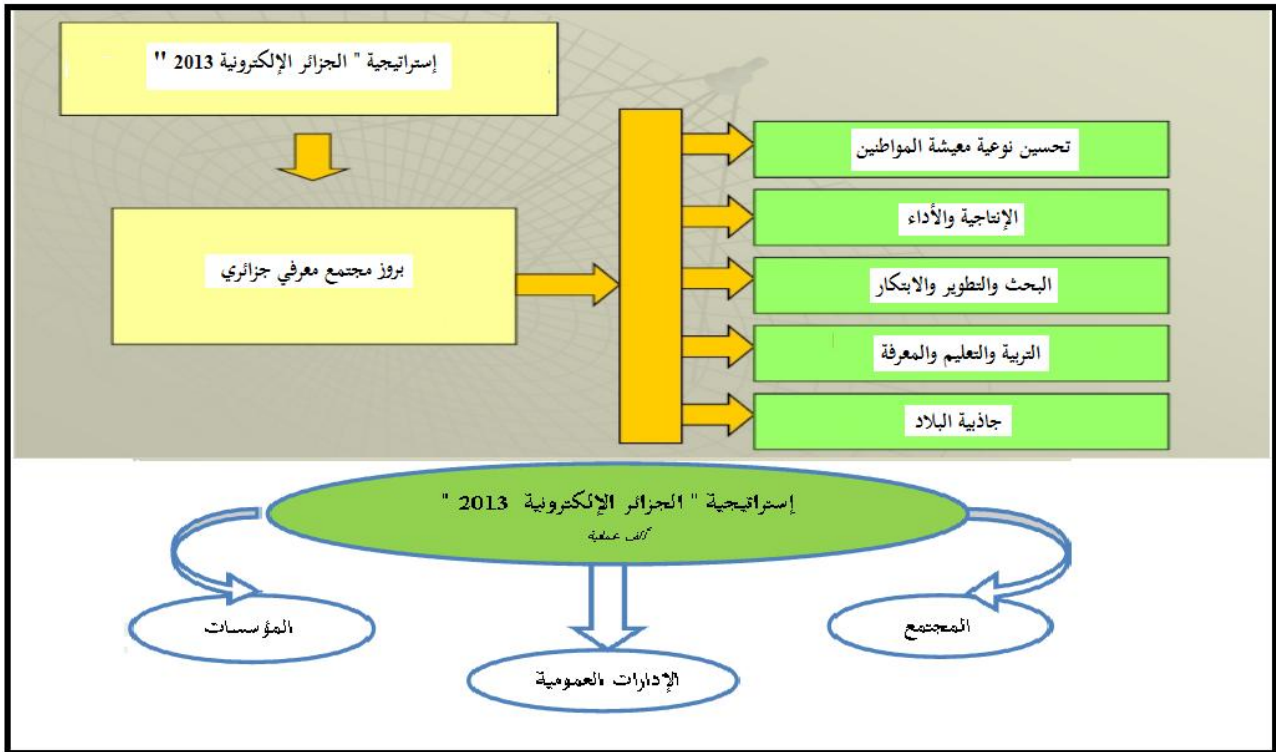 إستراتيجية " الجزائر الإلكترونية 2013 "
بروز مجتمع معرفي جزائري
تحسين نوعية معيشة المواطنين
الإنتاجية والأداء
البحث والتطوير والابتكار
التربية والتعليم والمعرفة
جاذبية البلاد
إستراتيجية " الجزائر الإلكترونية 2013 "
ألف عملية
المجتمع
الإدارات العمومية
المؤسسات